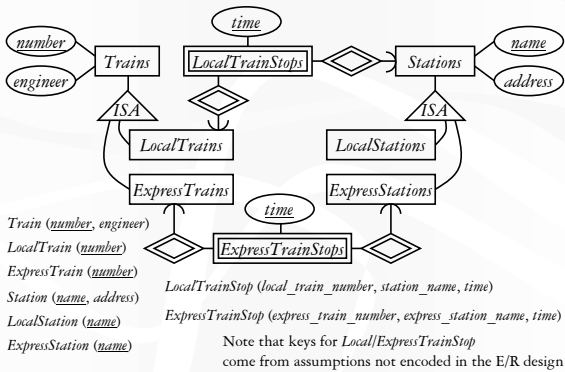 time
number
Trains
LocalTrainStops
Stations
name
engineer
address
ISA
ISA
LocalTrains
LocalStations
ExpressTrains
ExpressStations
time
ExpressTrainStops
Train (number, engineer)
LocalTrain (number)
ExpressTrain (number)
Station (name, address)
LocalStation (name)
ExpressStation (name)
LocalTrainStop (local_train_number, station_name, time)
ExpressTrainStop (express_train_number, express_station_name, time)
Note that keys for Local/ExpressTrainStop
come from assumptions not encoded in the E/R design